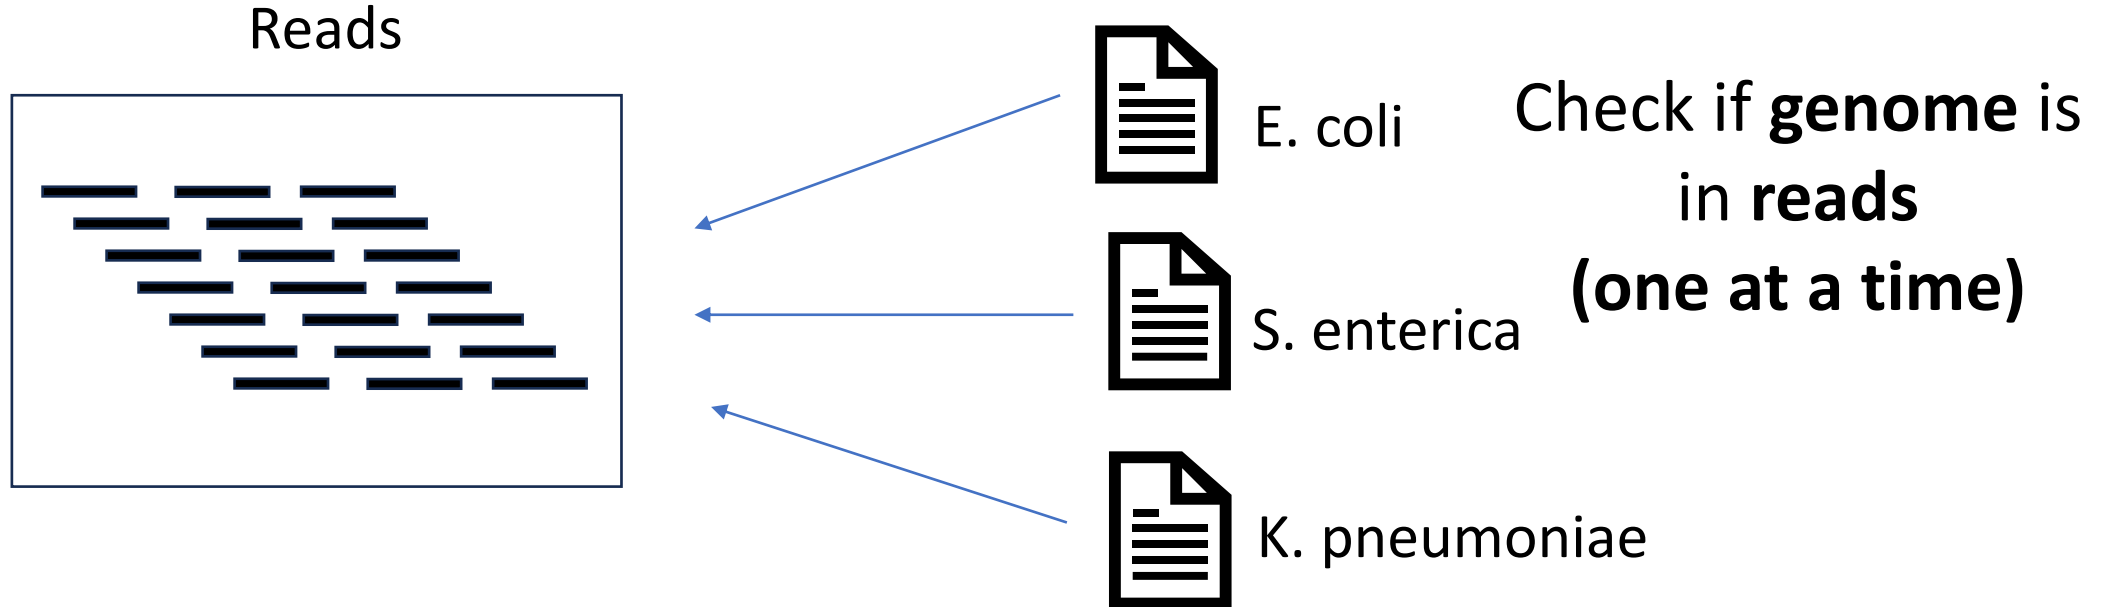 Reads
E. coli
Check if genome is
in reads
(one at a time)
S. enterica
K. pneumoniae